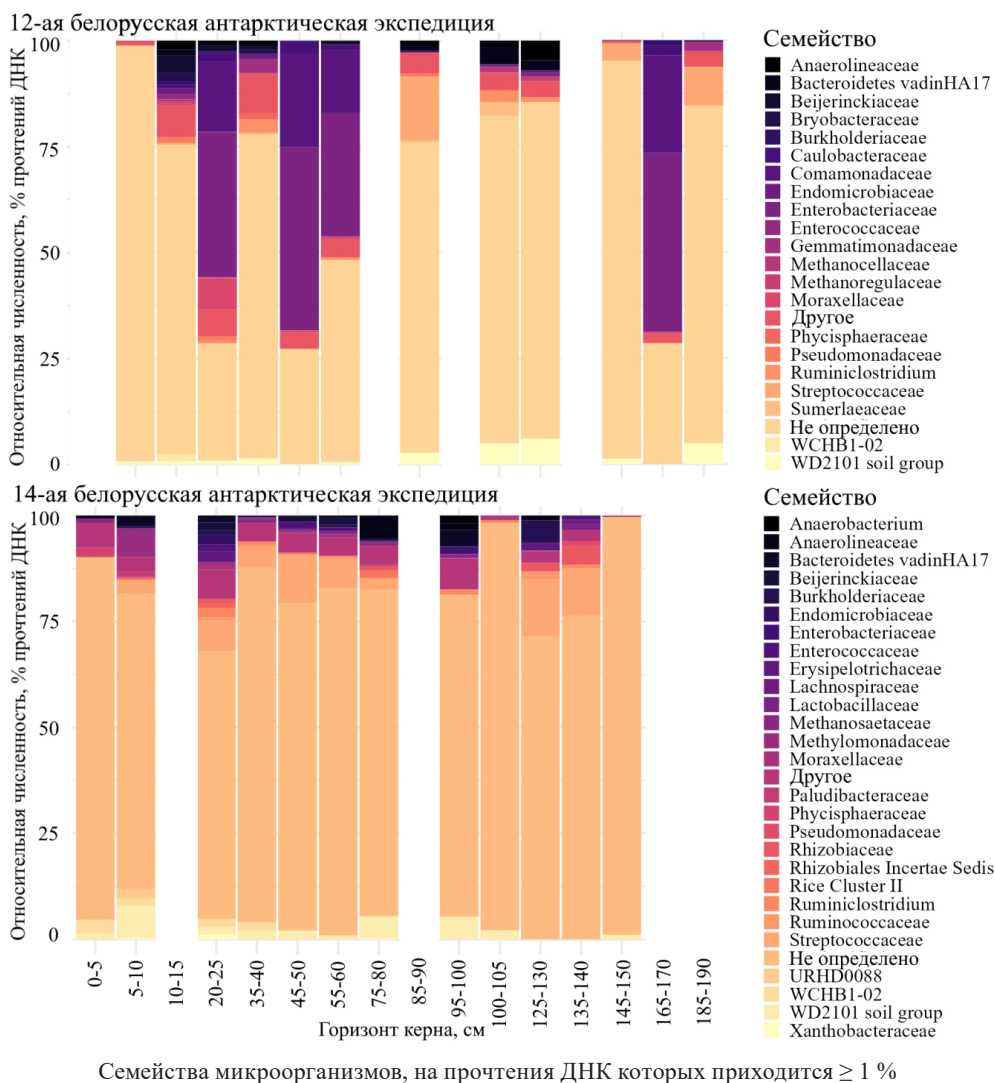 12-ая белорусская антарктическая экспедиция
Относительная численность, % прочтений ДНК
100
75
50
25
0
Семейство
Anaerolineaceae
Bacteroidetes vadinHA17
Beijerinckiaceae
Bryobacteraceae
Burkholderiaceae
Caulobacteraceae
Comamonadaceae
Endomicrobiaceae
Enterobacteriaceae
Enterococcaceae
Gemmatimonadaceae
Methanocellaceae
Methanoregulaceae
Moraxellaceae
Другое
Phycisphaeraceae
Pseudomonadaceae
Ruminiclostridium
Streptococcaceae
Sumerlaeaceae
Не определено
WCHB1-02
WD2101 soil group
14-ая белорусская антарктическая экспедиция
Относительная численность, % прочтений ДНК
100
75
50
25
0
Семейство
Anaerobacterium
Anaerolineaceae
Bacteroidetes vadinHA17
Beijerinckiaceae
Burkholderiaceae
Endomicrobiaceae
Enterobacteriaceae
Enterococcaceae
Erysipelotrichaceae
Lachnospiraceae
Lactobacillaceae
Methanosaetaceae
Methylomonadaceae
Moraxellaceae
Другое
Paludibacteraceae
Phycisphaeraceae
Pseudomonadaceae
Rhizobiaceae
Rhizobiales Incertae Sedis
Rice Cluster II
Ruminiclostridium
Ruminococcaceae
Streptococcaceae
Не определено
URHD0088
WCHB1-02
WD2101 soil group
Xanthobacteraceae
0-5
5-10
10-15
20-25
35-40
45-50
55-60
75-80
85-90
95-100
100-105
125-130
135-140
145-150
165-170
185-190
Горизонт керна, см
Семейства микроорганизмов, на прочтения ДНК которых приходится ≥ 1 %